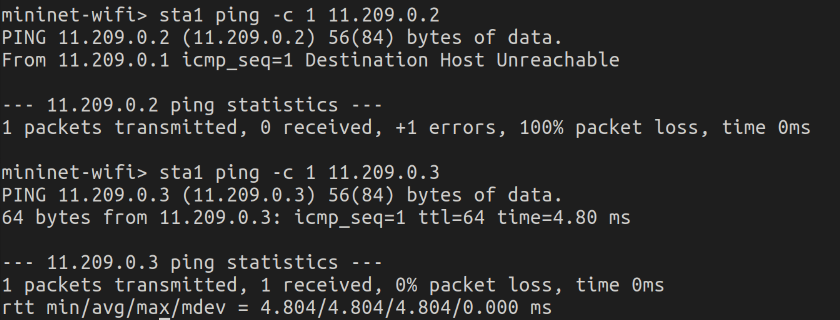 mininet-wifi> sta1 ping -c 1 11.209.0.2
PING 11.209.0.2 (11.209.0.2) 56(84) bytes of data.
From 11.209.0.1 icmp_seq=1 Destination Host Unreachable

--- 11.209.0.2 ping statistics ---
1 packets transmitted, 0 received, +1 errors, 100% packet loss, time 0ms

mininet-wifi> sta1 ping -c 1 11.209.0.3
PING 11.209.0.3 (11.209.0.3) 56(84) bytes of data.
64 bytes from 11.209.0.3: icmp_seq=1 ttl=64 time=4.80 ms

--- 11.209.0.3 ping statistics ---
1 packets transmitted, 1 received, 0% packet loss, time 0ms
rtt min/avg/max/mdev = 4.804/4.804/4.804/0.000 ms